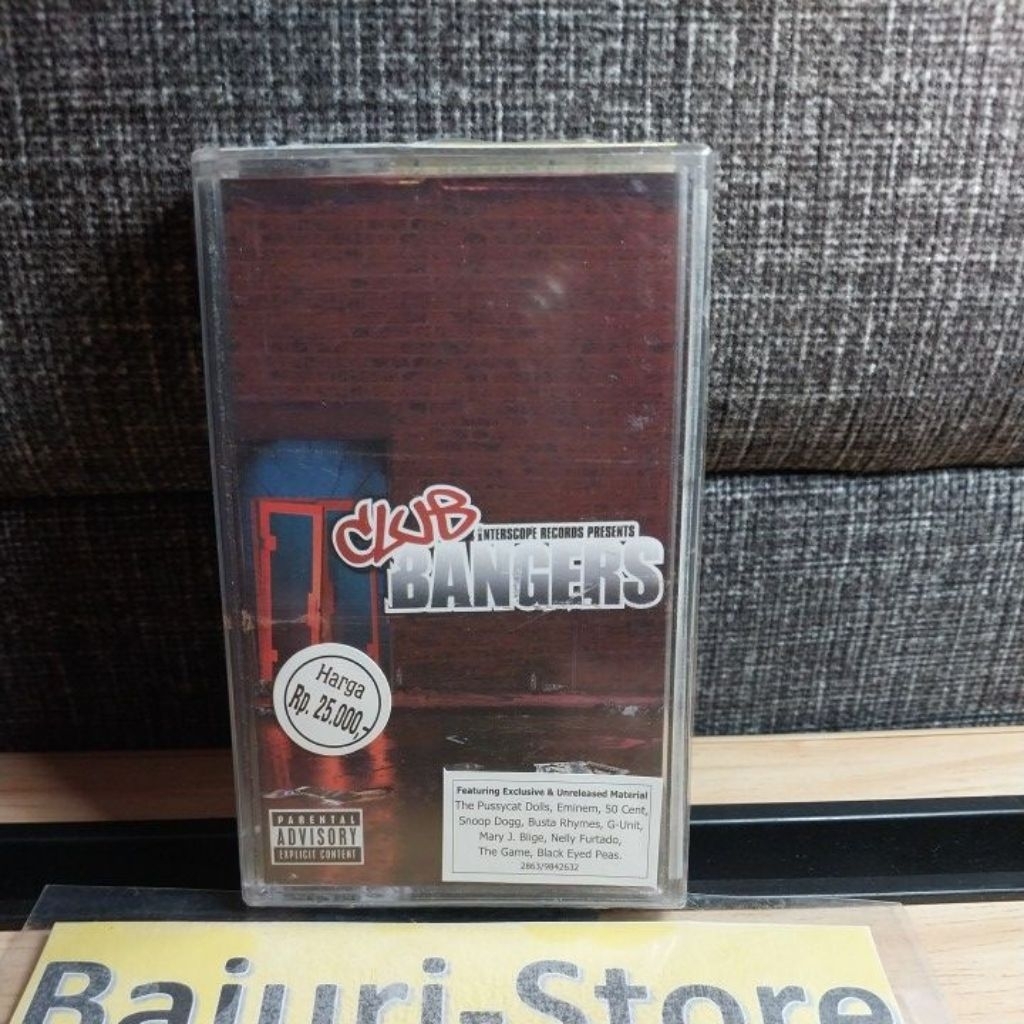 CLUB
INTERSCOPE RECORDS PRESENTS
BANGERS
Harga
Rp. 25.000,-
PARENTAL
ADVISORY
EXPLICIT CONTENT
Featuring Exclusive & Unreleased Material
The Pussycat Dolls, Eminem, 50 Cent,
Snoop Dogg, Busta Rhymes, G-Unit,
Mary J. Blige, Nelly Furtado,
The Game, Black Eyed Peas.
2863/9842632
Bajuri-Store